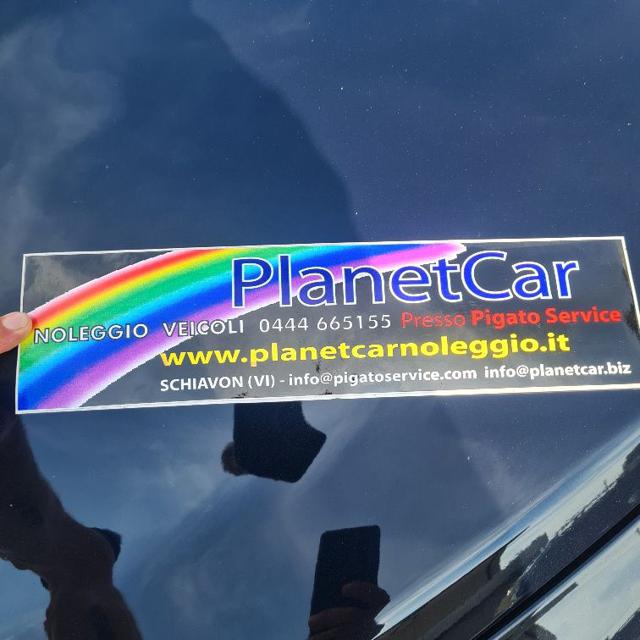 PlanetCar
NOLEGGIO VEICOLI 0444 665155 Presso Pigato Service
www.planetcarnoleggio.it
SCHIAVON (VI) - info@pigatoservice.com info@planetcar.biz